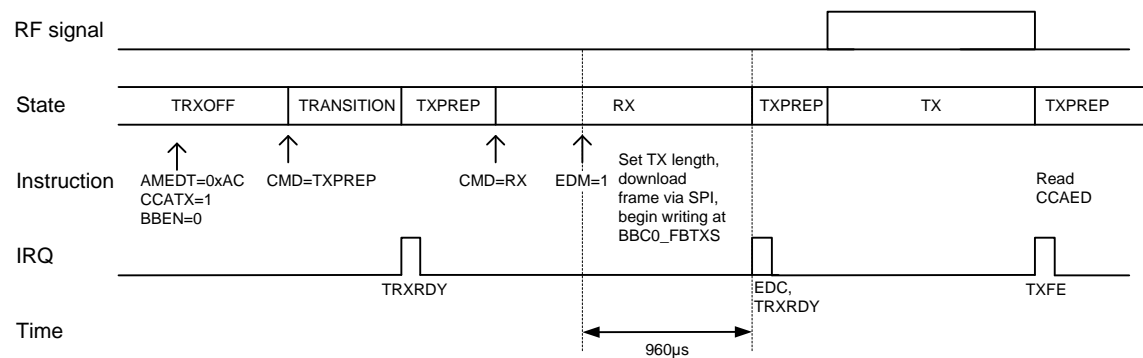 RF signal
State
TRXOFF
TRANSITION
TXPREP
RX
TXPREP
TX
TXPREP
Instruction
AMEDT=0xAC
CCATX=1
BBEN=0
CMD=TXPREP
CMD=RX
EDM=1
Set TX length,
download
frame via SPI,
begin writing at
BBC0_FBTXS
Read
CCAED
IRQ
TRXRDY
EDC,
TRXRDY
TXFE
Time
960µs